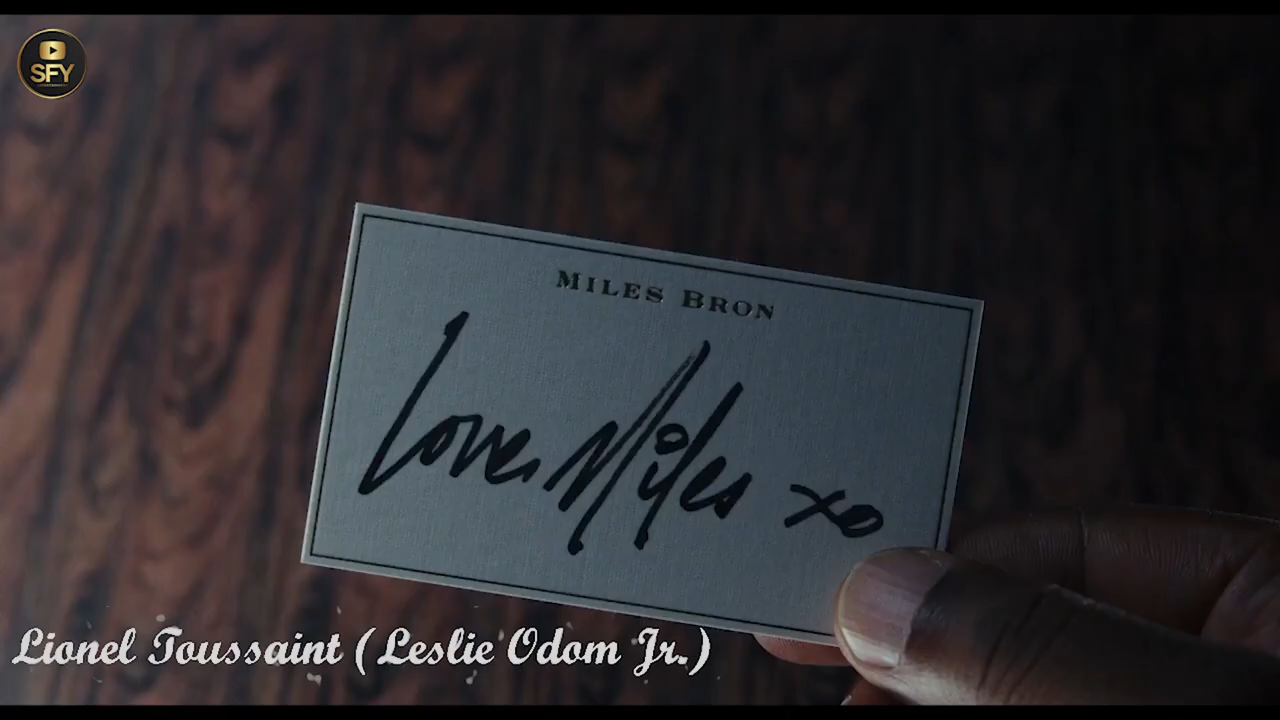 SFY
MILES BRON
Love, Miles xo
Lionel Toussaint (Leslie Odom Jr.)